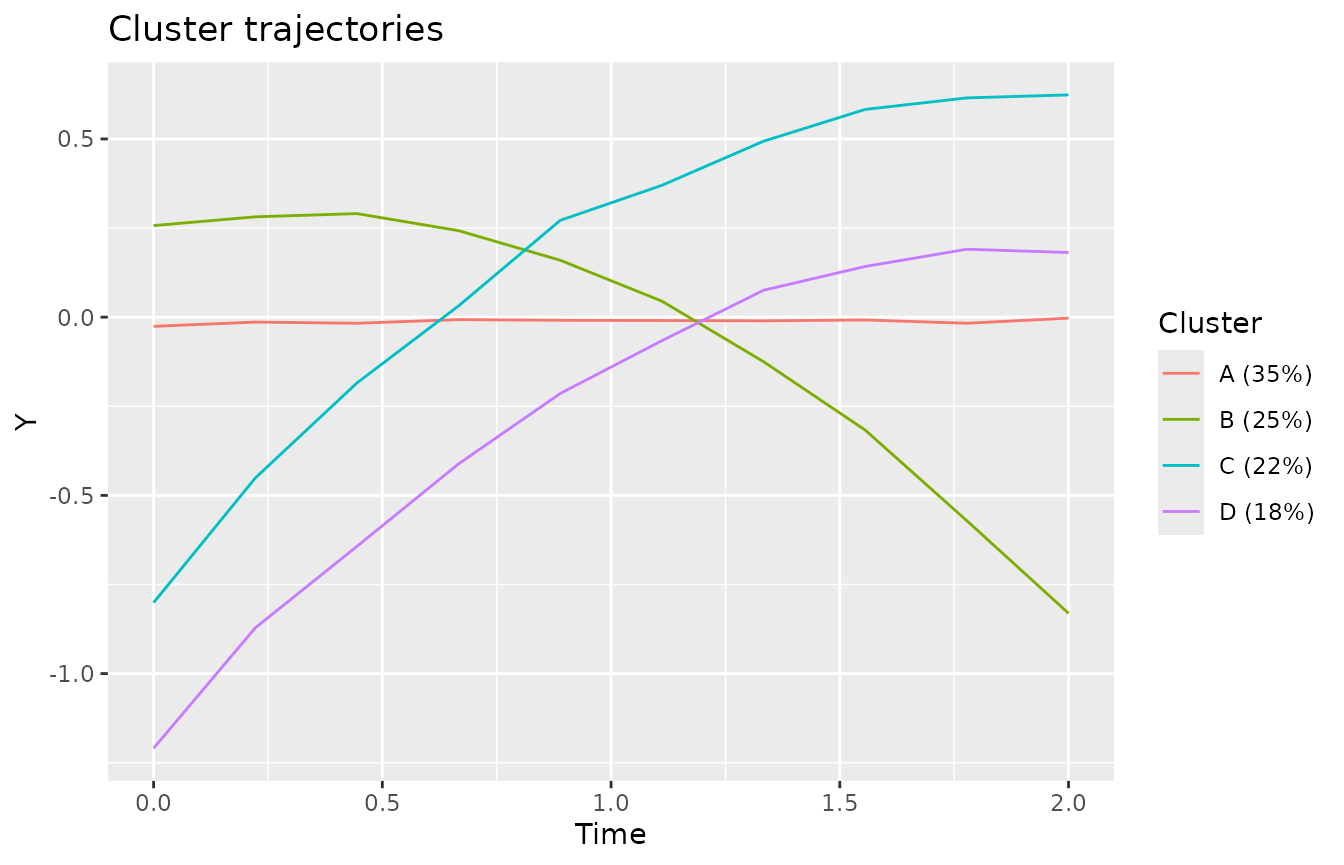 Cluster trajectories
0.5
0.0
-0.5
-1.0
Y
0.0 0.5 1.0 1.5 2.0
Time
Cluster
A (35%)
B (25%)
C (22%)
D (18%)